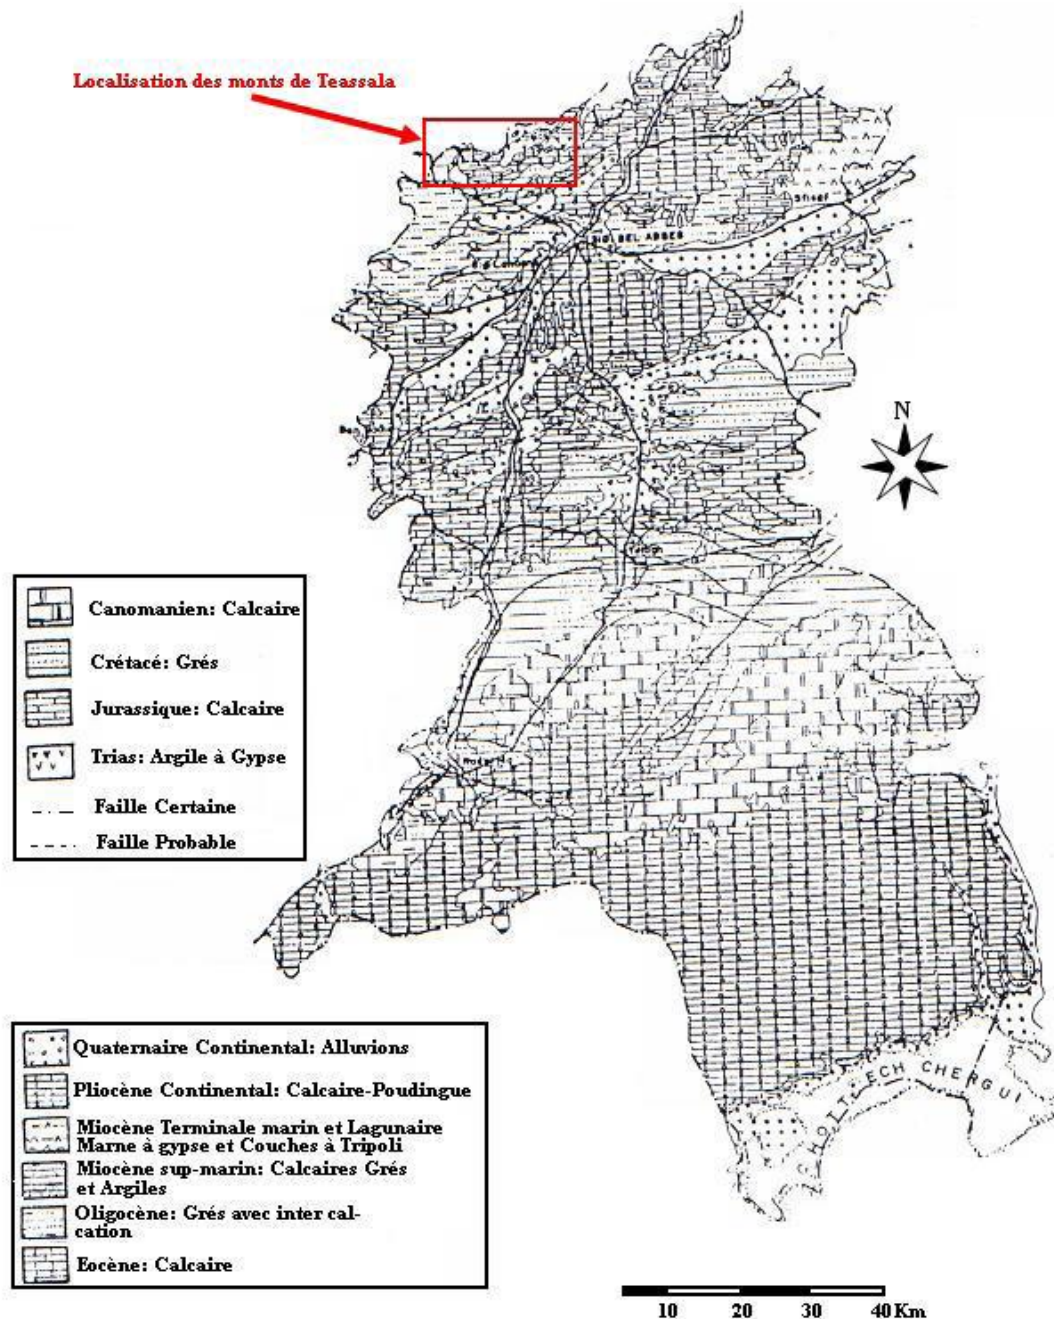 Localisation des monts de Teassala
Sfisef
SIDI BEL ABBES
N
Canomanien: Calcaire
Crétacé: Grés
Jurassique: Calcaire
Trias: Argile à Gypse
Faille Certaine
Faille Probable
Quaternaire Continental: Alluvions
Pliocène Continental: Calcaire-Poudingue
Miocène Terminale marin et Lagunaire
Marne à gypse et Couches à Tripoli
Miocène sup-marin: Calcaires Grés
et Argiles
Oligocène: Grés avec inter cal-
cation
Eocène: Calcaire
CHOTT ECH CHERGUI
10 20 30 40 Km